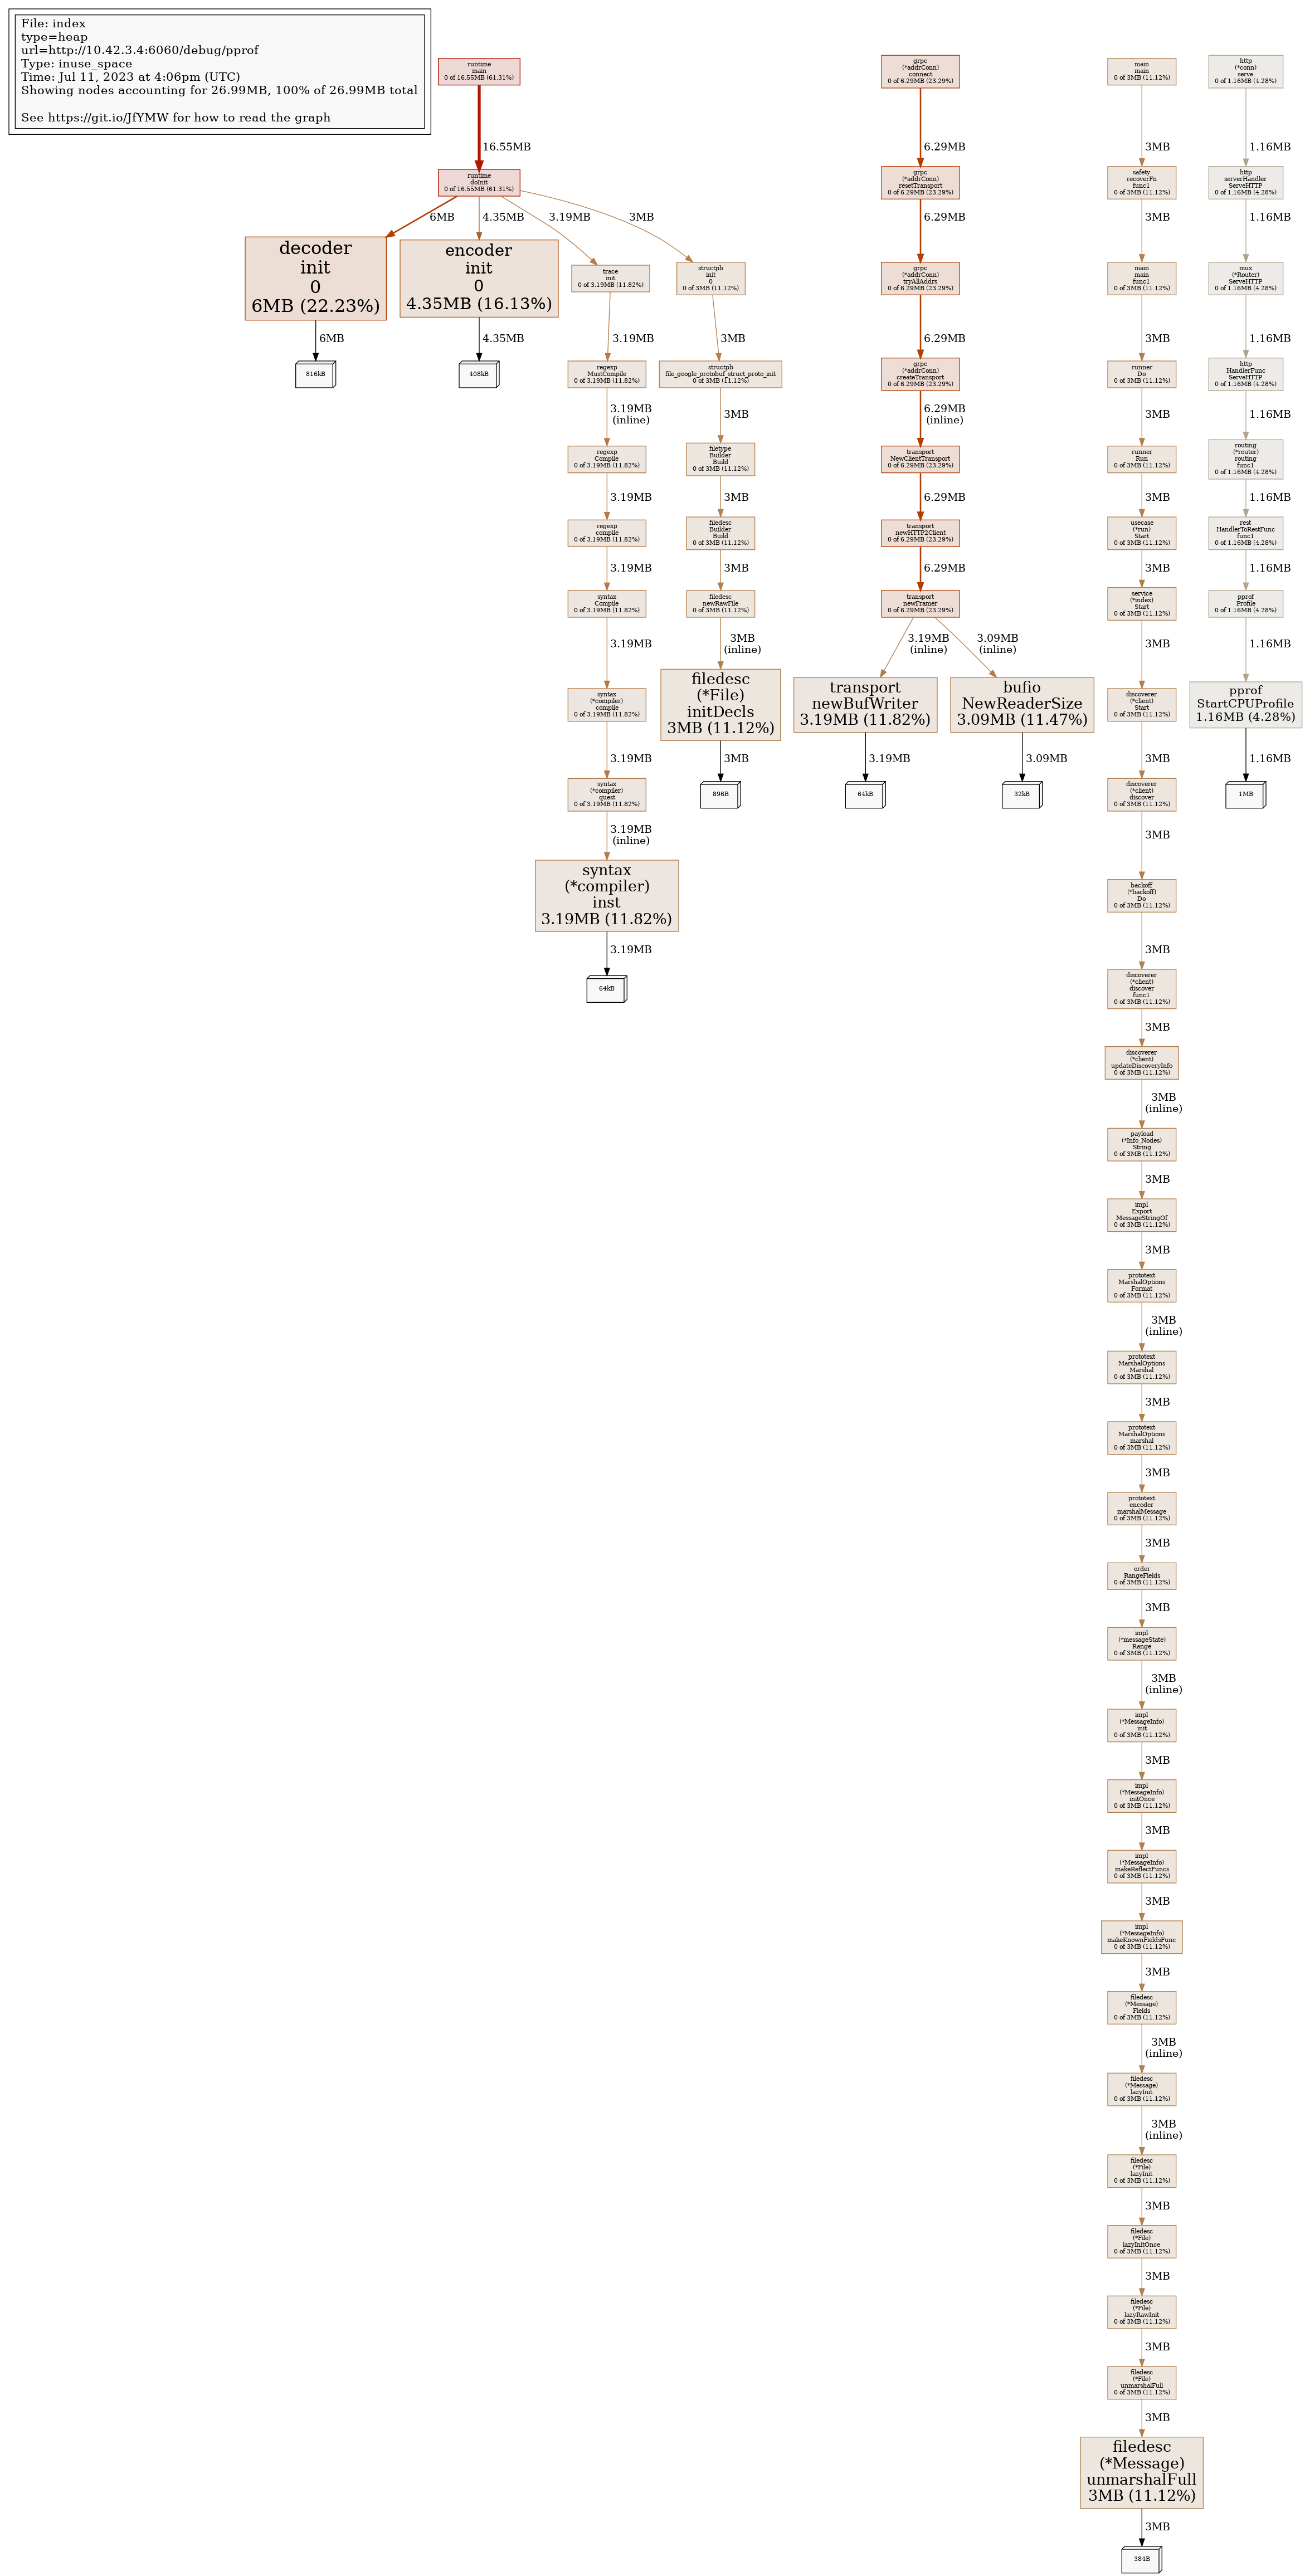 File: index
type=heap
url=http://10.42.3.4:6060/debug/pprof
Type: inuse_space
Time: Jul 11, 2023 at 4:06pm (UTC)
Showing nodes accounting for 26.99MB, 100% of 26.99MB total
See https://git.io/JfYMW for how to read the graph
runtime
main
0 of 16.55MB (61.31%)
16.55MB
runtime
doInit
0 of 16.55MB (61.31%)
6MB
4.35MB
3.19MB
3MB
decoder
init
0
6MB (22.23%)
6MB
816kB
encoder
init
0
4.35MB (16.13%)
4.35MB
408kB
trace
init
0 of 3.19MB (11.82%)
3.19MB
regexp
MustCompile
0 of 3.19MB (11.82%)
3.19MB
(inline)
regexp
Compile
0 of 3.19MB (11.82%)
3.19MB
regexp
compile
0 of 3.19MB (11.82%)
3.19MB
syntax
Compile
0 of 3.19MB (11.82%)
3.19MB
syntax
(*compiler)
compile
0 of 3.19MB (11.82%)
3.19MB
syntax
(*compiler)
quest
0 of 3.19MB (11.82%)
3.19MB
(inline)
syntax
(*compiler)
inst
3.19MB (11.82%)
3.19MB
64kB
structpb
init
0
0 of 3MB (11.12%)
3MB
structpb
file_google_protobuf_struct_proto_init
0 of 3MB (11.12%)
3MB
filetype
Builder
Build
0 of 3MB (11.12%)
3MB
filedesc
Builder
Build
0 of 3MB (11.12%)
3MB
filedesc
newRawFile
0 of 3MB (11.12%)
3MB
(inline)
filedesc
(*File)
initDecls
3MB (11.12%)
3MB
896B
grpc
(*addrConn)
connect
0 of 6.29MB (23.29%)
6.29MB
grpc
(*addrConn)
resetTransport
0 of 6.29MB (23.29%)
6.29MB
grpc
(*addrConn)
tryAllAddrs
0 of 6.29MB (23.29%)
6.29MB
grpc
(*addrConn)
createTransport
0 of 6.29MB (23.29%)
6.29MB
(inline)
transport
NewClientTransport
0 of 6.29MB (23.29%)
6.29MB
transport
newHTTP2Client
0 of 6.29MB (23.29%)
6.29MB
transport
newFramer
0 of 6.29MB (23.29%)
3.19MB
(inline)
3.09MB
(inline)
transport
newBufWriter
3.19MB (11.82%)
3.19MB
64kB
bufio
NewReaderSize
3.09MB (11.47%)
3.09MB
32kB
main
main
0 of 3MB (11.12%)
3MB
safety
recoverFn
func1
0 of 3MB (11.12%)
3MB
main
main
func1
0 of 3MB (11.12%)
3MB
runner
Do
0 of 3MB (11.12%)
3MB
runner
Run
0 of 3MB (11.12%)
3MB
usecase
(*run)
Start
0 of 3MB (11.12%)
3MB
service
(*index)
Start
0 of 3MB (11.12%)
3MB
discoverer
(*client)
Start
0 of 3MB (11.12%)
3MB
discoverer
(*client)
discover
0 of 3MB (11.12%)
3MB
backoff
(*backoff)
Do
0 of 3MB (11.12%)
3MB
discoverer
(*client)
discover
func1
0 of 3MB (11.12%)
3MB
discoverer
(*client)
updateDiscoveryInfo
0 of 3MB (11.12%)
3MB
(inline)
payload
(*Info_Nodes)
String
0 of 3MB (11.12%)
3MB
impl
Export
MessageStringOf
0 of 3MB (11.12%)
3MB
prototext
MarshalOptions
Format
0 of 3MB (11.12%)
3MB
(inline)
prototext
MarshalOptions
Marshal
0 of 3MB (11.12%)
3MB
prototext
MarshalOptions
marshal
0 of 3MB (11.12%)
3MB
prototext
encoder
marshalMessage
0 of 3MB (11.12%)
3MB
order
RangeFields
0 of 3MB (11.12%)
3MB
impl
(*messageState)
Range
0 of 3MB (11.12%)
3MB
(inline)
impl
(*MessageInfo)
init
0 of 3MB (11.12%)
3MB
impl
(*MessageInfo)
initOnce
0 of 3MB (11.12%)
3MB
impl
(*MessageInfo)
makeReflectFuncs
0 of 3MB (11.12%)
3MB
impl
(*MessageInfo)
makeKnownFieldsFunc
0 of 3MB (11.12%)
3MB
filedesc
(*Message)
Fields
0 of 3MB (11.12%)
3MB
(inline)
filedesc
(*Message)
lazyInit
0 of 3MB (11.12%)
3MB
(inline)
filedesc
(*File)
lazyInit
0 of 3MB (11.12%)
3MB
filedesc
(*File)
lazyInitOnce
0 of 3MB (11.12%)
3MB
filedesc
(*File)
lazyRawInit
0 of 3MB (11.12%)
3MB
filedesc
(*File)
unmarshalFull
0 of 3MB (11.12%)
3MB
filedesc
(*Message)
unmarshalFull
3MB (11.12%)
3MB
384B
http
(*conn)
serve
0 of 1.16MB (4.28%)
1.16MB
http
serverHandler
ServeHTTP
0 of 1.16MB (4.28%)
1.16MB
mux
(*Router)
ServeHTTP
0 of 1.16MB (4.28%)
1.16MB
http
HandlerFunc
ServeHTTP
0 of 1.16MB (4.28%)
1.16MB
routing
(*router)
routing
func1
0 of 1.16MB (4.28%)
1.16MB
rest
HandlerToRestFunc
func1
0 of 1.16MB (4.28%)
1.16MB
pprof
Profile
0 of 1.16MB (4.28%)
1.16MB
pprof
StartCPUProfile
1.16MB (4.28%)
1.16MB
1MB